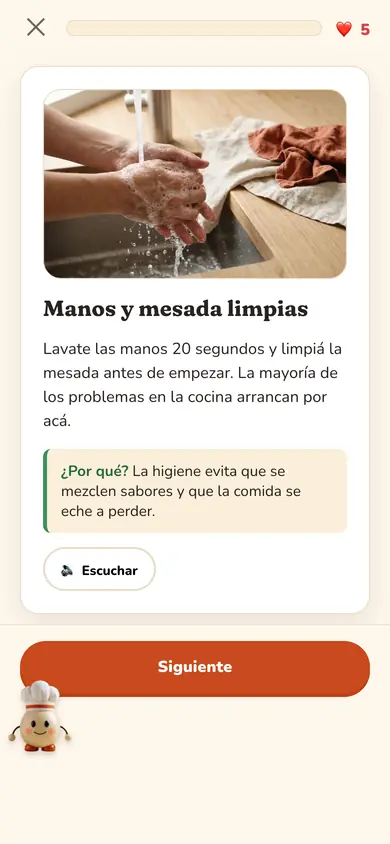 ❤️ 5
Manos y mesada limpias
Lavate las manos 20 segundos y limpiá la
mesada antes de empezar. La mayoría de
los problemas en la cocina arrancan por
acá.
¿Por qué? La higiene evita que se
mezclen sabores y que la comida se
eche a perder.
🔊 Escuchar
Siguiente